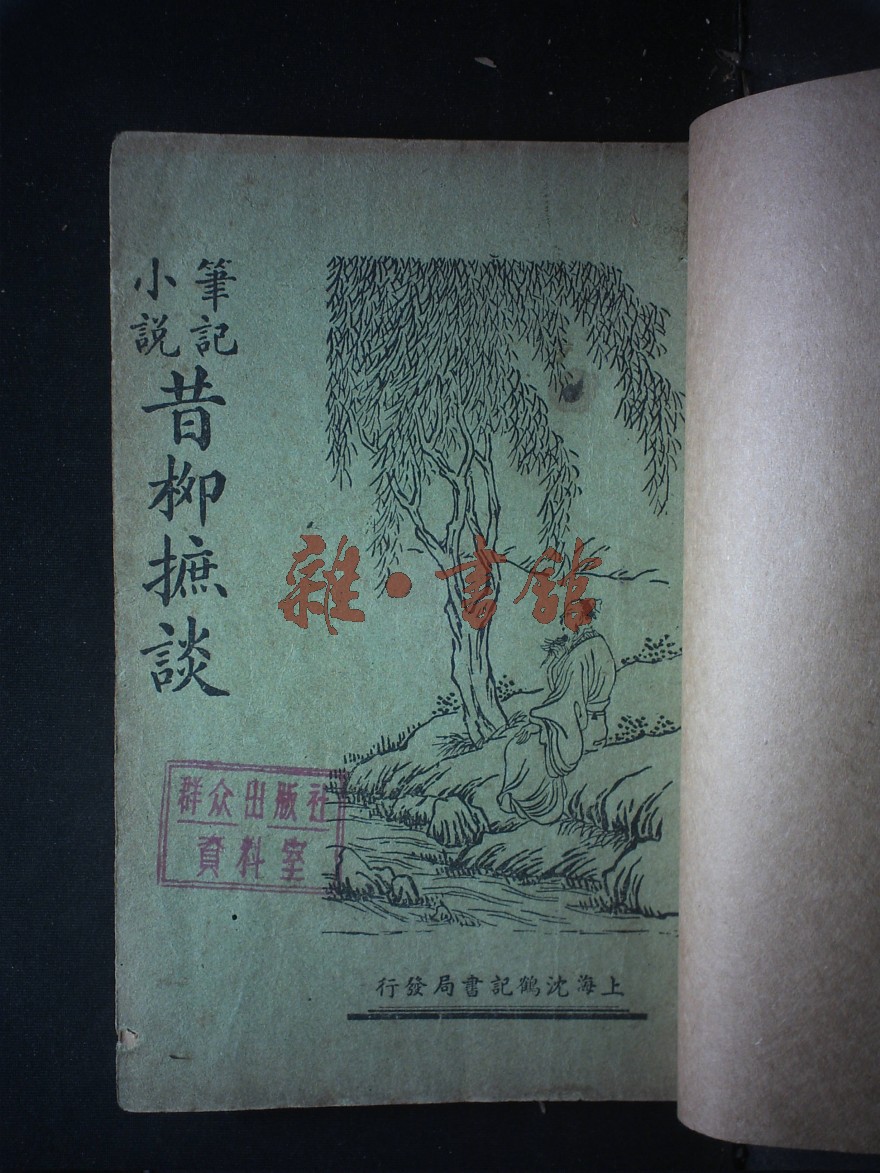 筆記
小説
昔柳摭談
雜·書館
群众出版社
資料室
上海沈鶴記書局發行